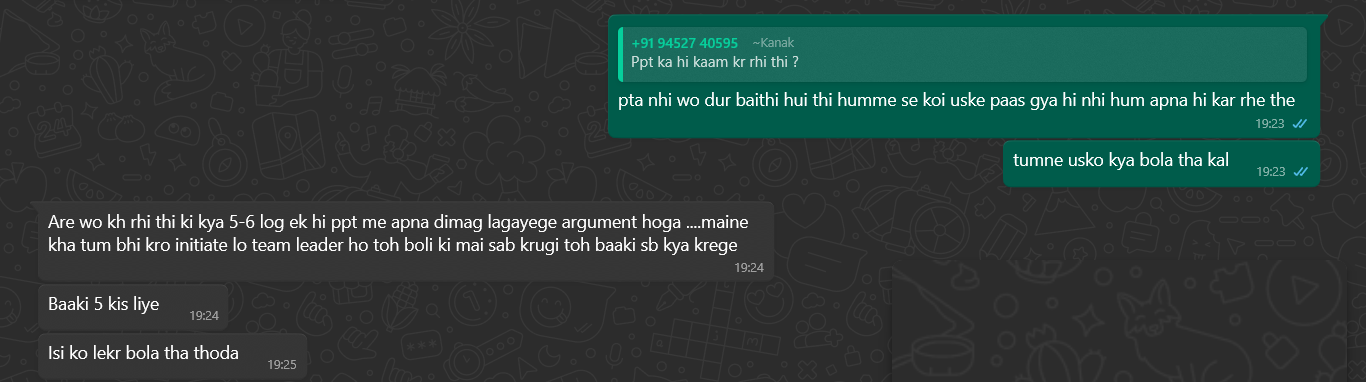 +91 94527 40595 ~Kanak
Ppt ka hi kaam kr rhi thi ?
pta nhi wo dur baithi hui thi humme se koi uske paas gya hi nhi hum apna hi kar rhe the
19:23
tumne usko kya bola tha kal
19:23
Are wo kh rhi thi ki kya 5-6 log ek hi ppt me apna dimag lagayege argument hoga ....maine
kha tum bhi kro initiate lo team leader ho toh boli ki mai sab krugi toh baaki sb kya krege
19:24
Baaki 5 kis liye
19:24
Isi ko lekr bola tha thoda
19:25